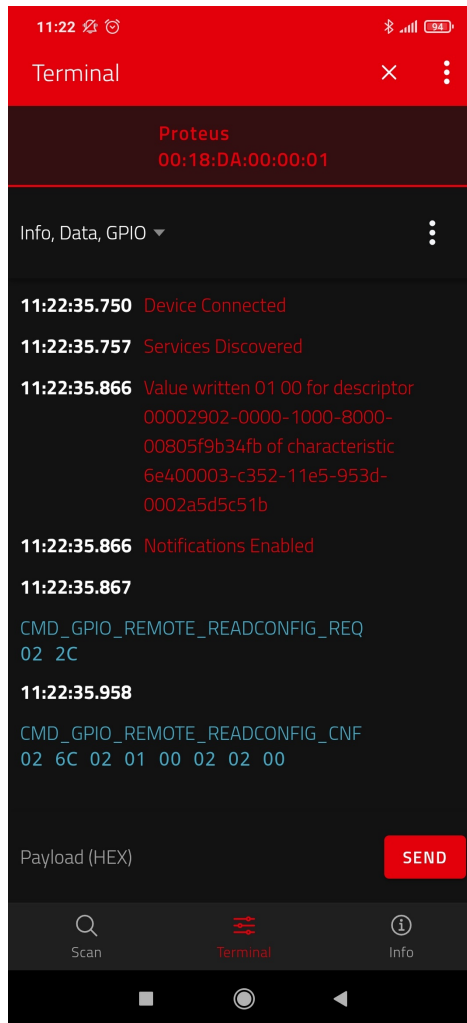 11:22
94
Terminal
Proteus
00:18:DA:00:00:01
Info, Data, GPIO
11:22:35.750 Device Connected
11:22:35.757 Services Discovered
11:22:35.866 Value written 01 00 for descriptor
00002902-0000-1000-8000-
00805f9b34fb of characteristic
6e400003-c352-11e5-953d-
0002a5d5c51b
11:22:35.866 Notifications Enabled
11:22:35.867
CMD_GPIO_REMOTE_READCONFIG_REQ
02 2C
11:22:35.958
CMD_GPIO_REMOTE_READCONFIG_CNF
02 6C 02 01 00 02 02 00
Payload (HEX)
SEND
Scan
Terminal
Info